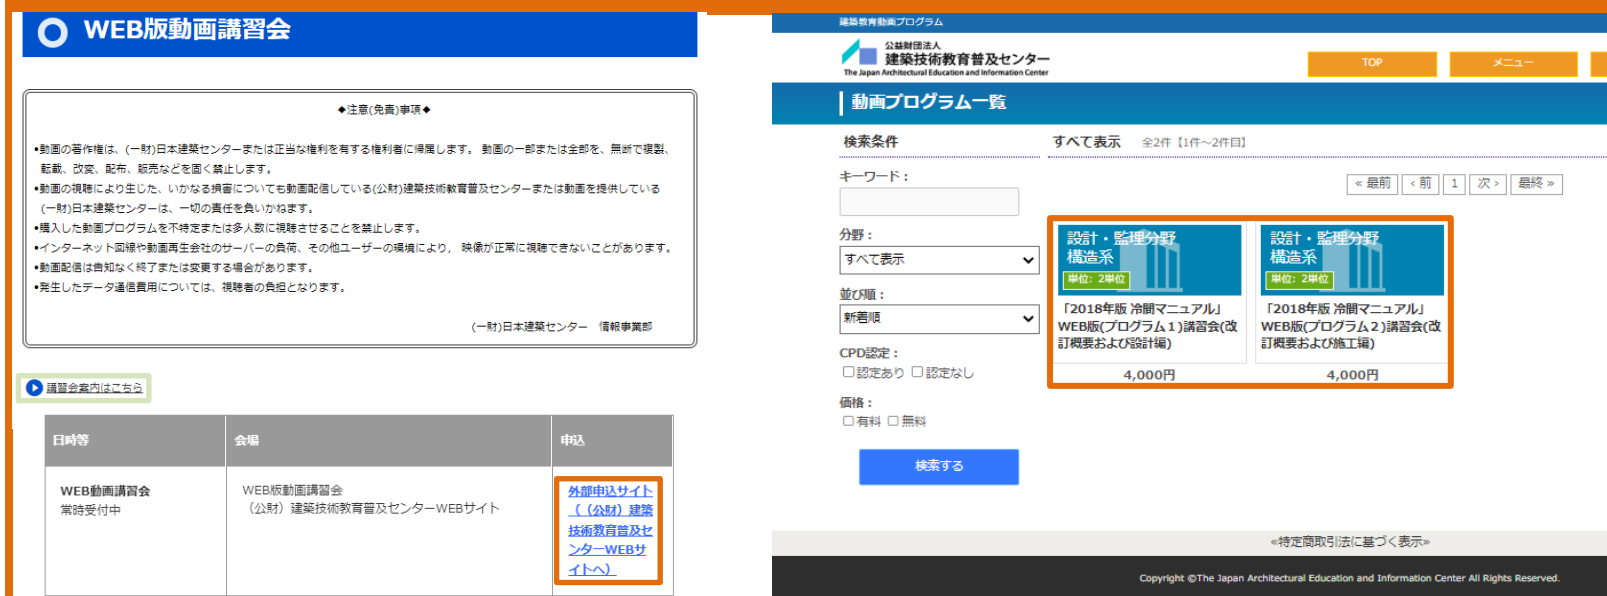 WEB版動画講習会
◆注意(免責)事項◆
•動画の著作権は、(一財)日本建築センターまたは正当な権利を有する権利者に帰属します。 動画の一部または全部を、無断で複製、
転載、改変、配布、販売などを固く禁止します。
•動画の視聴により生じた、いかなる損害についても動画配信している(公財)建築技術教育普及センターまたは動画を提供している
(一財)日本建築センターは、一切の責任を負いかねます。
•購入した動画プログラムを不特定または多人数に視聴させることを禁止します。
•インターネット回線や動画再生会社のサーバーの負荷、その他ユーザーの環境により, 映像が正常に視聴できないことがあります。
•動画配信は告知なく終了または変更する場合があります。
•発生したデータ通信費用については、視聴者の負担となります。
(一財)日本建築センター 情報事業部
講習会案内はこちら
日時等 会場 申込
WEB動画講習会
常時受付中
WEB版動画講習会
（公財）建築技術教育普及センターWEBサイト
外部申込サイト
（（公財）建築
技術教育普及セ
ンターWEBサ
イトへ）
建築教育動画プログラム
公益財団法人
建築技術教育普及センター
The Japan Architectural Education and Information Center
TOP メニュー
動画プログラム一覧
検索条件
キーワード：
分野：
すべて表示
並び順：
新着順
CPD認定：
認定あり 認定なし
価格：
有料 無料
検索する
すべて表示 全2件【1件～2件目】
« 最前 ‹ 前 1 次 › 最終 »
設計・監理分野
構造系
単位：2単位
「2018年版 冷間マニュアル」
WEB版(プログラム１)講習会(改
訂概要および設計編)
4,000円
設計・監理分野
構造系
単位：2単位
「2018年版 冷間マニュアル」
WEB版(プログラム２)講習会(改
訂概要および施工編)
4,000円
«特定商取引法に基づく表示»
Copyright ©The Japan Architectural Education and Information Center All Rights Reserved.